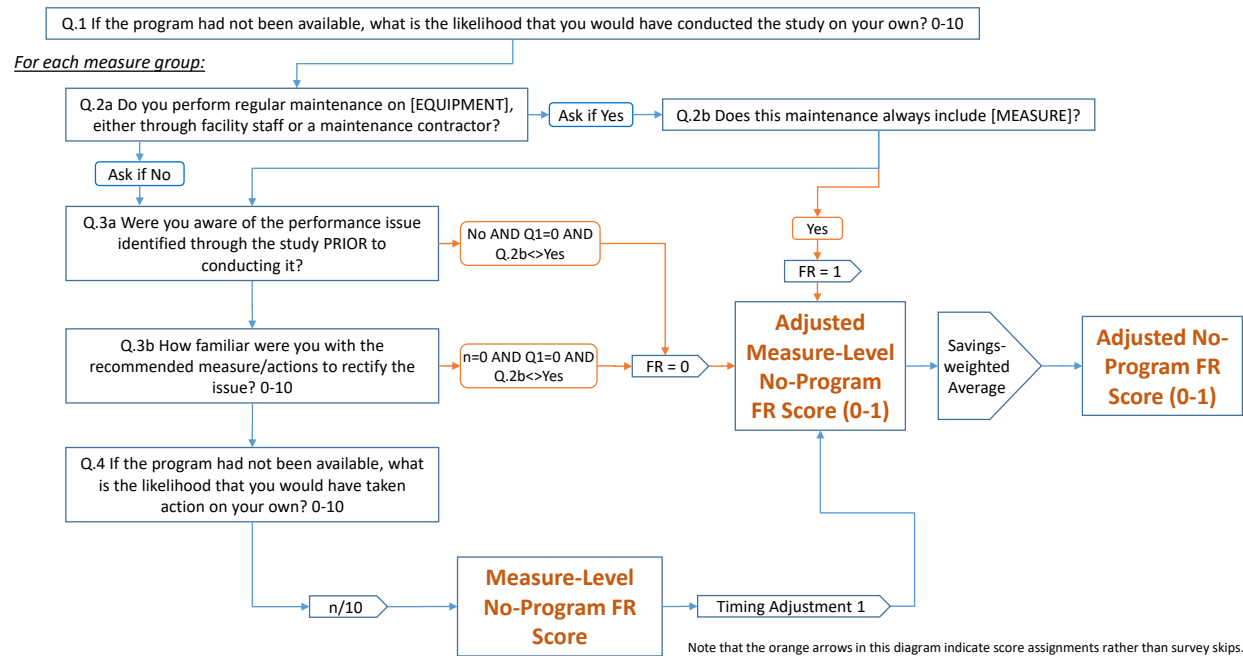 Q.1 If the program had not been available, what is the likelihood that you would have conducted the study on your own? 0-10
For each measure group:
Q.2a Do you perform regular maintenance on [EQUIPMENT],
either through facility staff or a maintenance contractor?
Ask if Yes
Q.2b Does this maintenance always include [MEASURE]?
Ask if No
Q.3a Were you aware of the performance issue
identified through the study PRIOR to
conducting it?
No AND Q1=0 AND
Q.2b<>Yes
Yes
FR = 1
Q.3b How familiar were you with the
recommended measure/actions to rectify the
issue? 0-10
n=0 AND Q1=0 AND
Q.2b<>Yes
FR = 0
Adjusted
Measure-Level
No-Program
FR Score (0-1)
Savings-
weighted
Average
Adjusted No-
Program FR
Score (0-1)
Q.4 If the program had not been available, what
is the likelihood that you would have taken
action on your own? 0-10
n/10
Measure-Level
No-Program FR
Score
Timing Adjustment 1
Note that the orange arrows in this diagram indicate score assignments rather than survey skips.